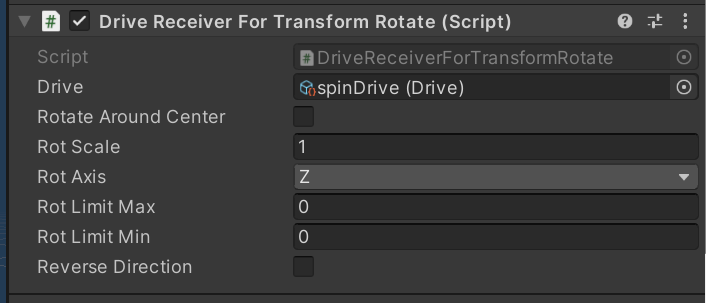 Drive Receiver For Transform Rotate (Script)
Script
DriveReceiverForTransformRotate
Drive
spinDrive (Drive)
Rotate Around Center
Rot Scale
1
Rot Axis
Z
Rot Limit Max
0
Rot Limit Min
0
Reverse Direction